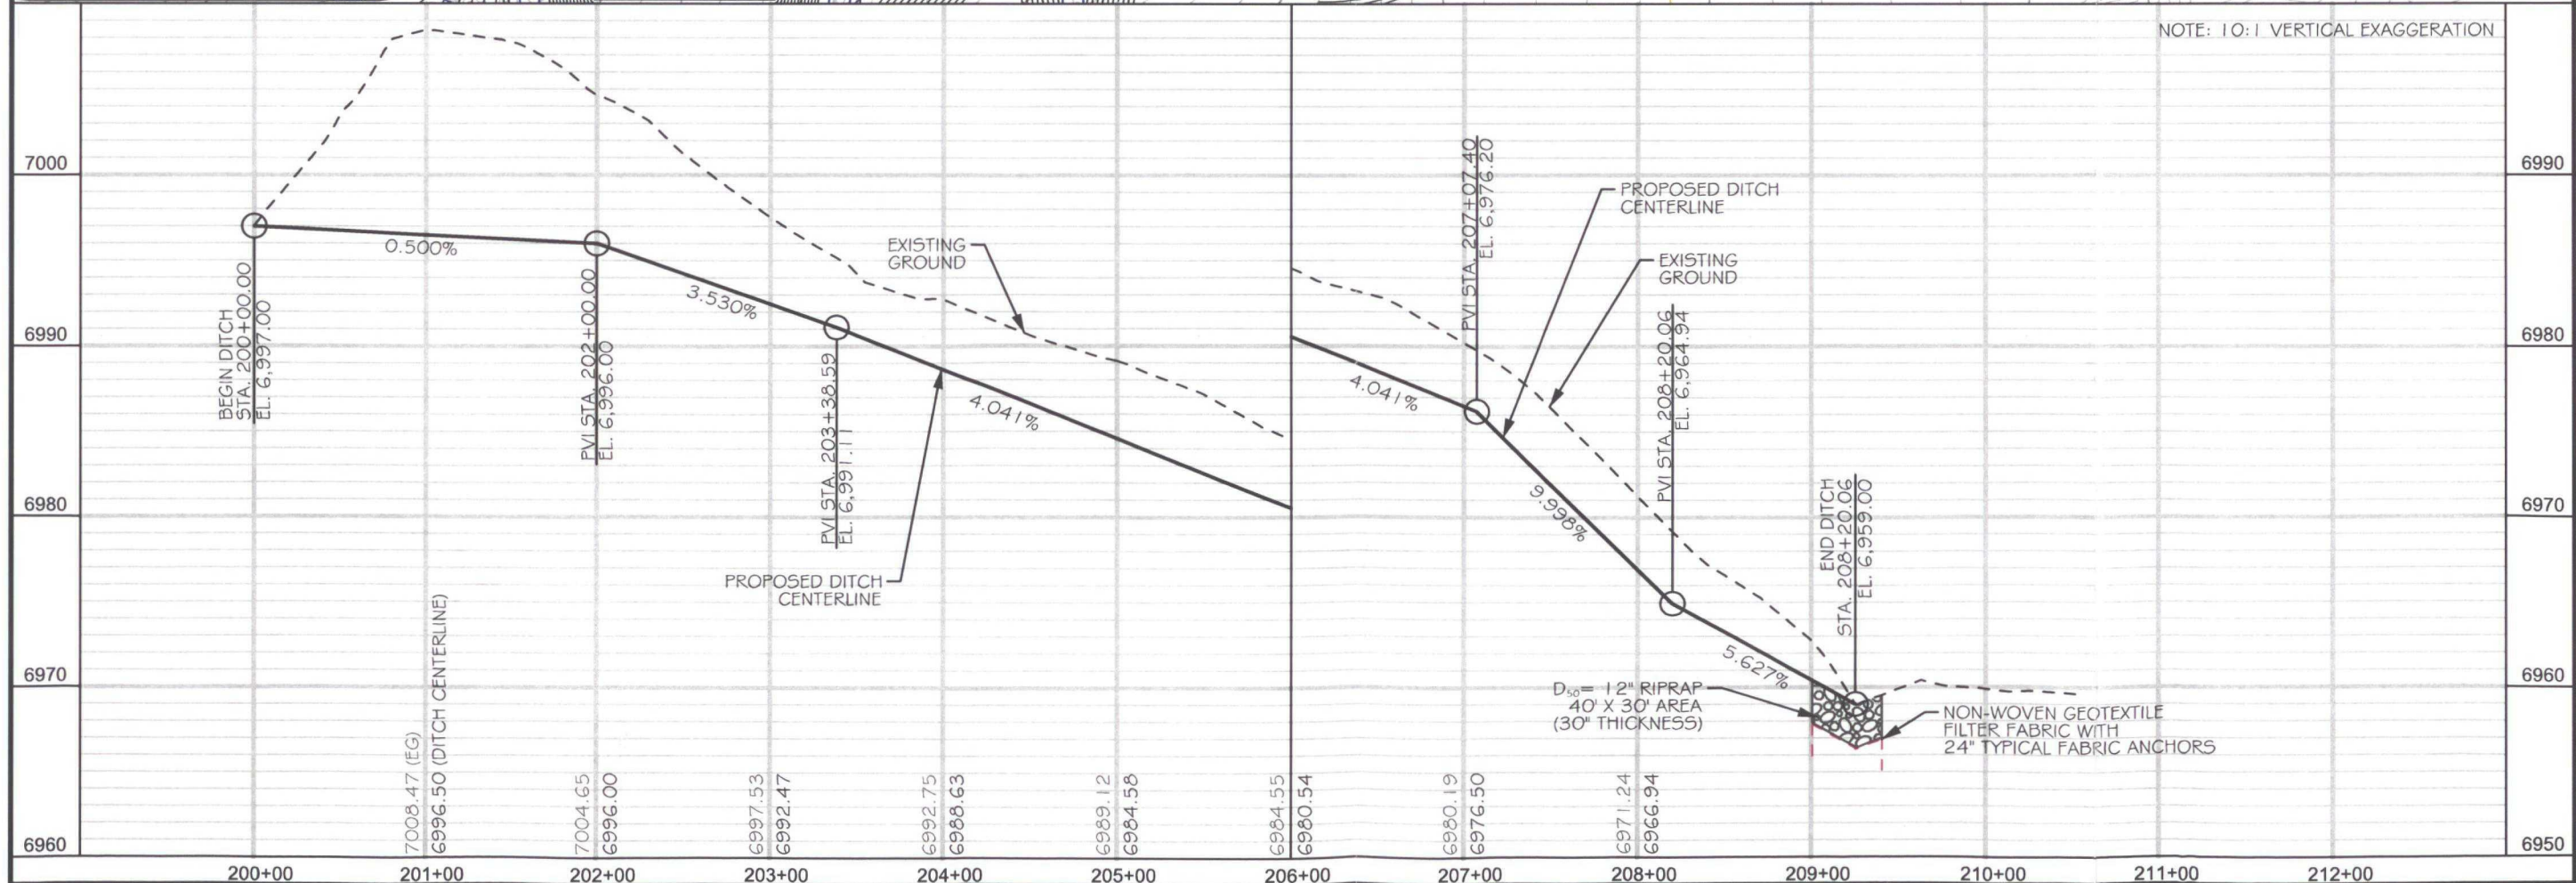 NOTE: 10:1 VERTICAL EXAGGERATION
7000
6990
6980
6970
6960
6990
6980
6970
6960
6950
BEGIN DITCH
STA. 200+00.00
EL. 6,997.00
0.500%
PVI STA. 202+00.00
EL. 6,996.00
3.530%
PVI STA. 203+38.59
EL. 6,991.11
EXISTING
GROUND
4.041%
PROPOSED DITCH
CENTERLINE
4.041%
PVI STA. 207+07.40
EL. 6,976.20
PROPOSED DITCH
CENTERLINE
EXISTING
GROUND
9.998%
PVI STA. 208+20.06
EL. 6,964.94
5.627%
END DITCH
STA. 208+20.06
EL. 6,959.00
D50= 12" RIPRAP
40' X 30' AREA
(30" THICKNESS)
NON-WOVEN GEOTEXTILE
FILTER FABRIC WITH
24" TYPICAL FABRIC ANCHORS
7008.47 (EG)
6996.50 (DITCH CENTERLINE)
7004.65
6996.00
6997.53
6992.47
6992.75
6988.63
6989.12
6984.58
6984.55
6980.54
6980.19
6976.50
6971.24
6966.94
200+00
201+00
202+00
203+00
204+00
205+00
206+00
207+00
208+00
209+00
210+00
211+00
212+00